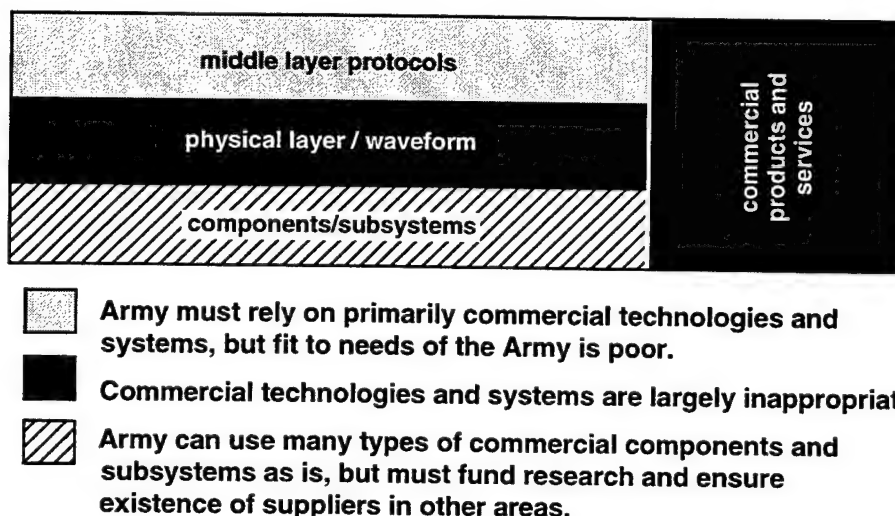 middle layer protocols
physical layer / waveform
components/subsystems
commercial
products and
services
Army must rely on primarily commercial technologies and
systems, but fit to needs of the Army is poor.
Commercial technologies and systems are largely inappropriat
Army can use many types of commercial components and
subsystems as is, but must fund research and ensure
existence of suppliers in other areas.